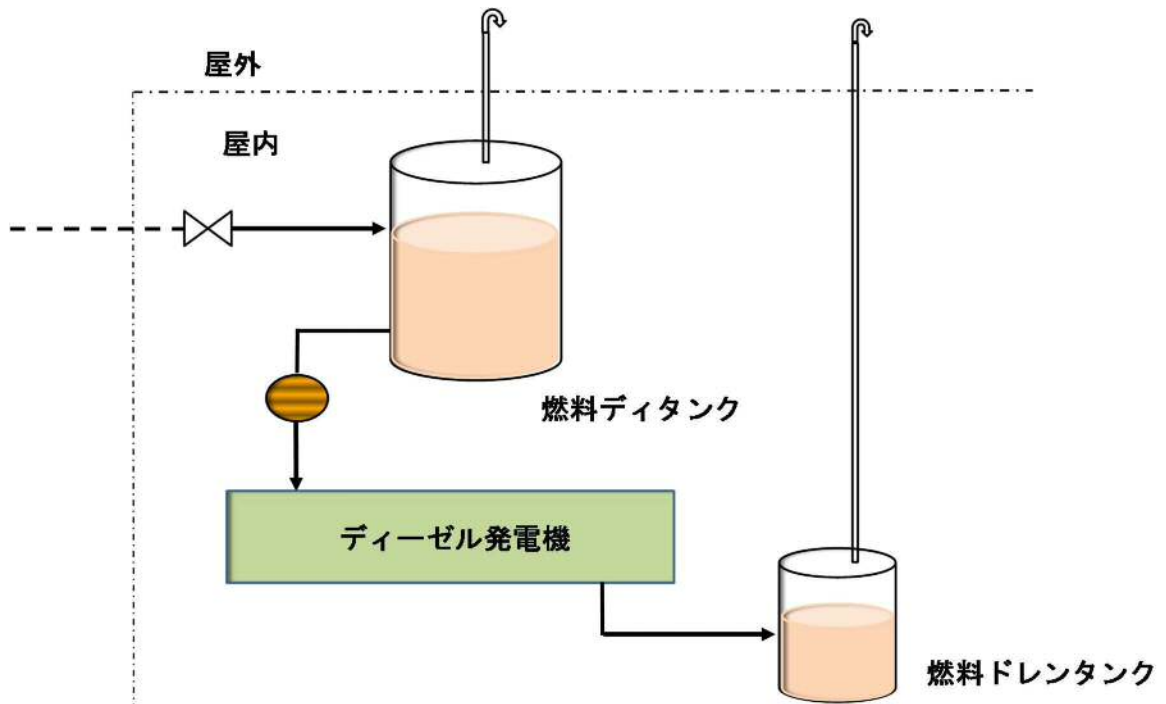 屋外
屋内
燃料ディタンク
ディーゼル発電機
燃料ドレンタンク